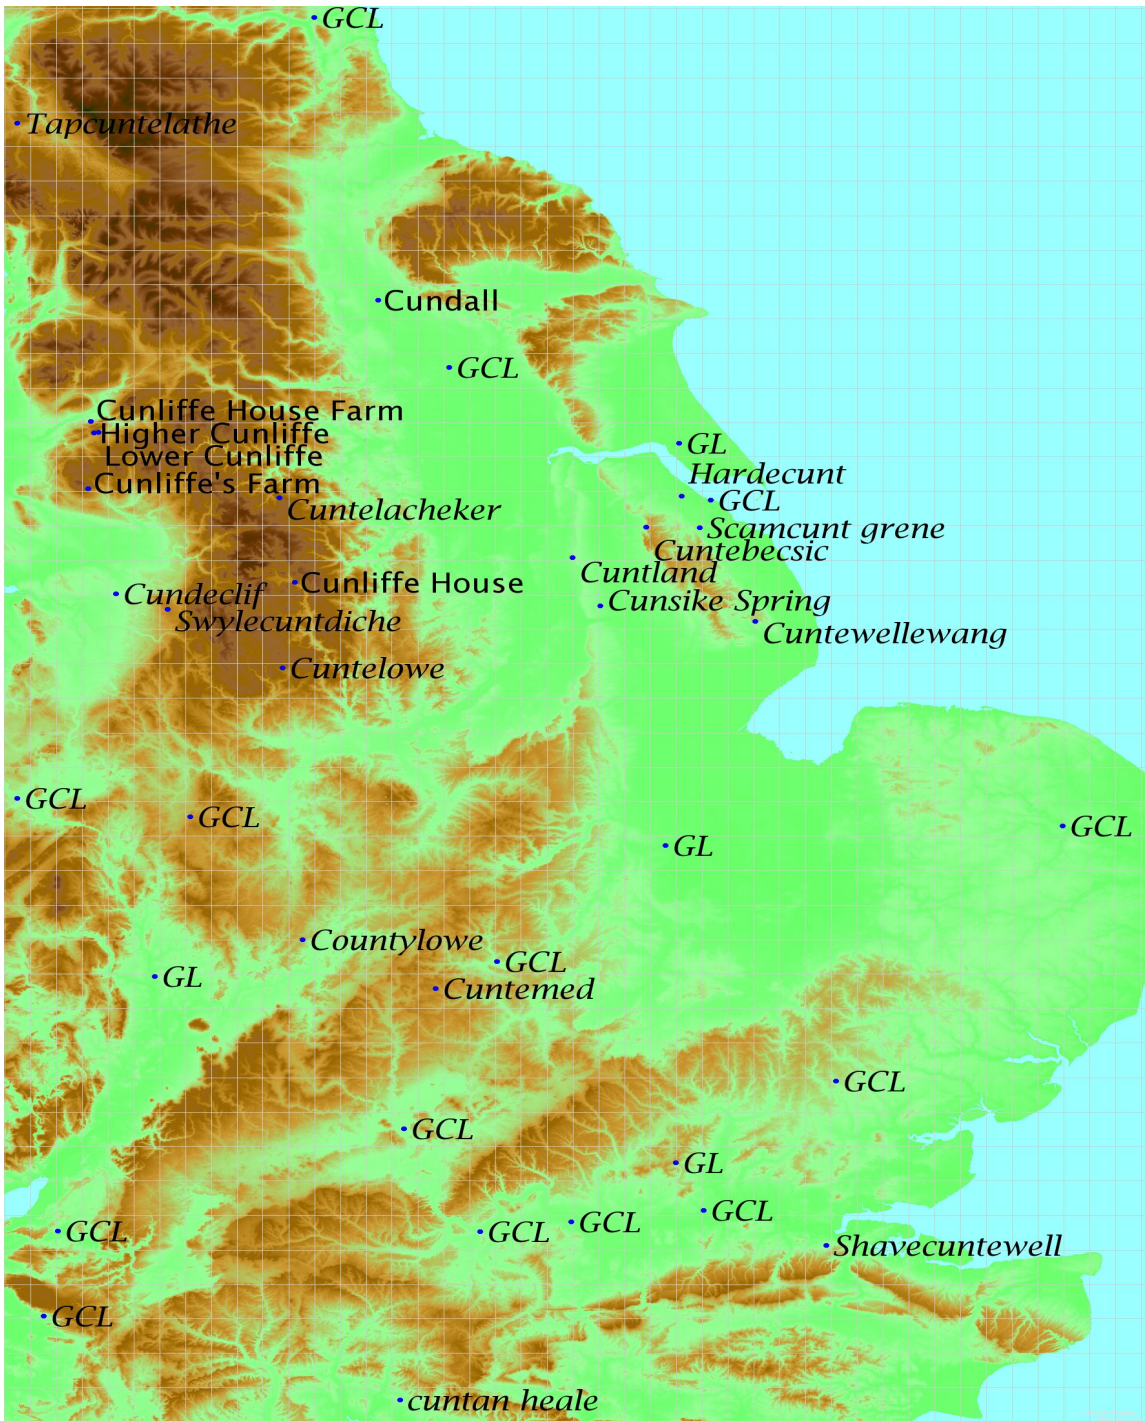 GCL
Tapcuntelathe
Cundall
GCL
Cunliffe House Farm
Higher Cunliffe
Lower Cunliffe
Cunliffe's Farm
Cuntelacheker
GL
Hardecunt
GCL
Scamcunt grene
Cuntebecsic
Cuntland
Cunliffe House
Cundeclif
Cunsike Spring
Swylecuntdiche
Cuntewellewang
Cuntelowe
GCL
GCL
GCL
GL
Countylowe
GCL
GL
Cuntemed
GCL
GCL
GL
GCL
GCL
GCL
GCL
Shavecuntewell
GCL
cuntan heale